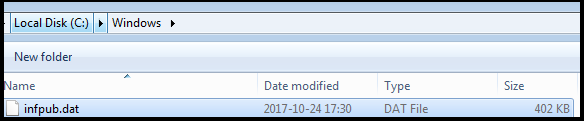 Local Disk (C:) Windows
New folder
Name Date modified Type Size
infpub.dat 2017-10-24 17:30 DAT File 402 KB